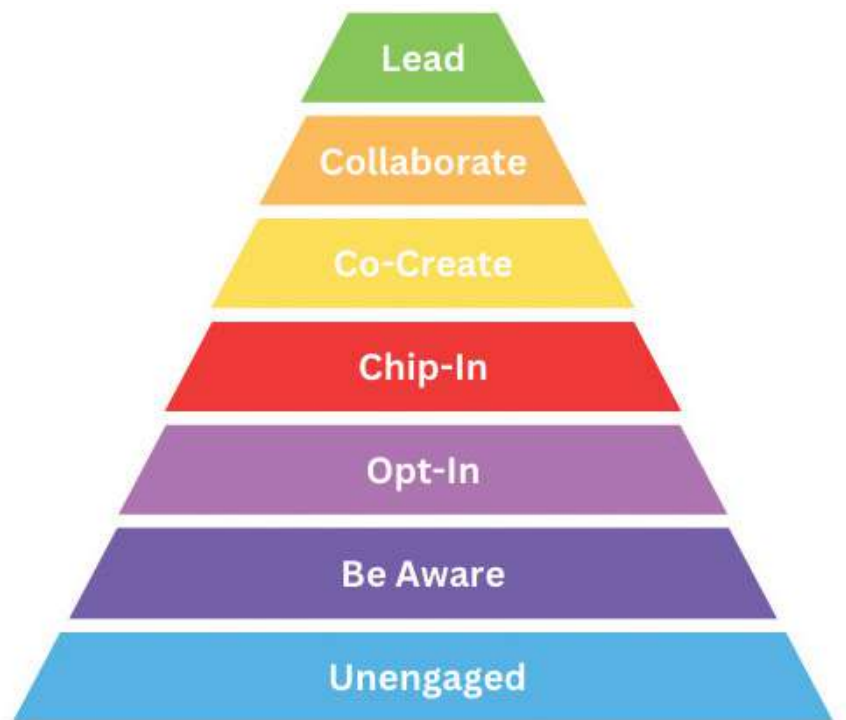 Lead
Collaborate
Co-Create
Chip-In
Opt-In
Be Aware
Unengaged